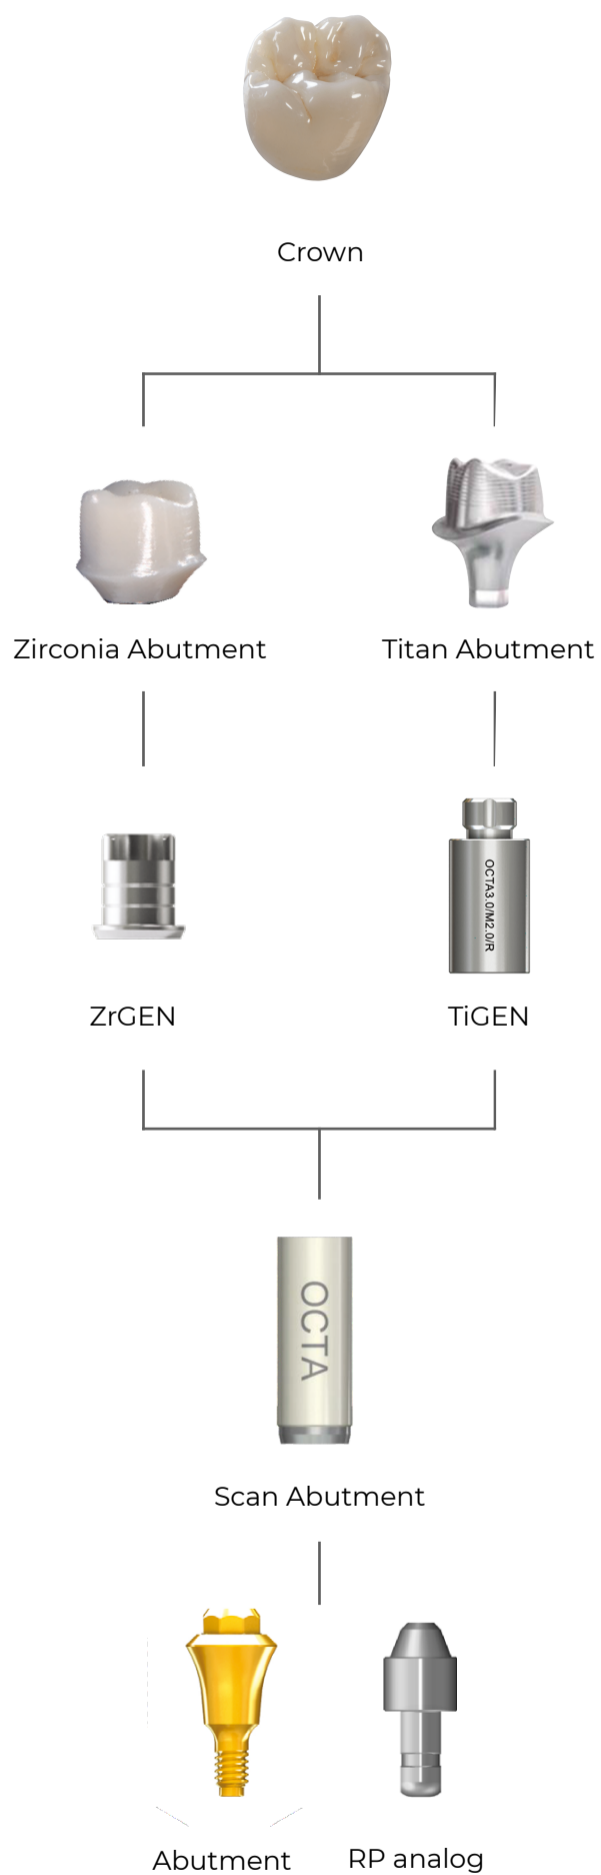 Crown
Zirconia Abutment
Titan Abutment
OCTA3.0/M2.0/R
ZrGEN
TiGEN
OCTA
Scan Abutment
Abutment
RP analog